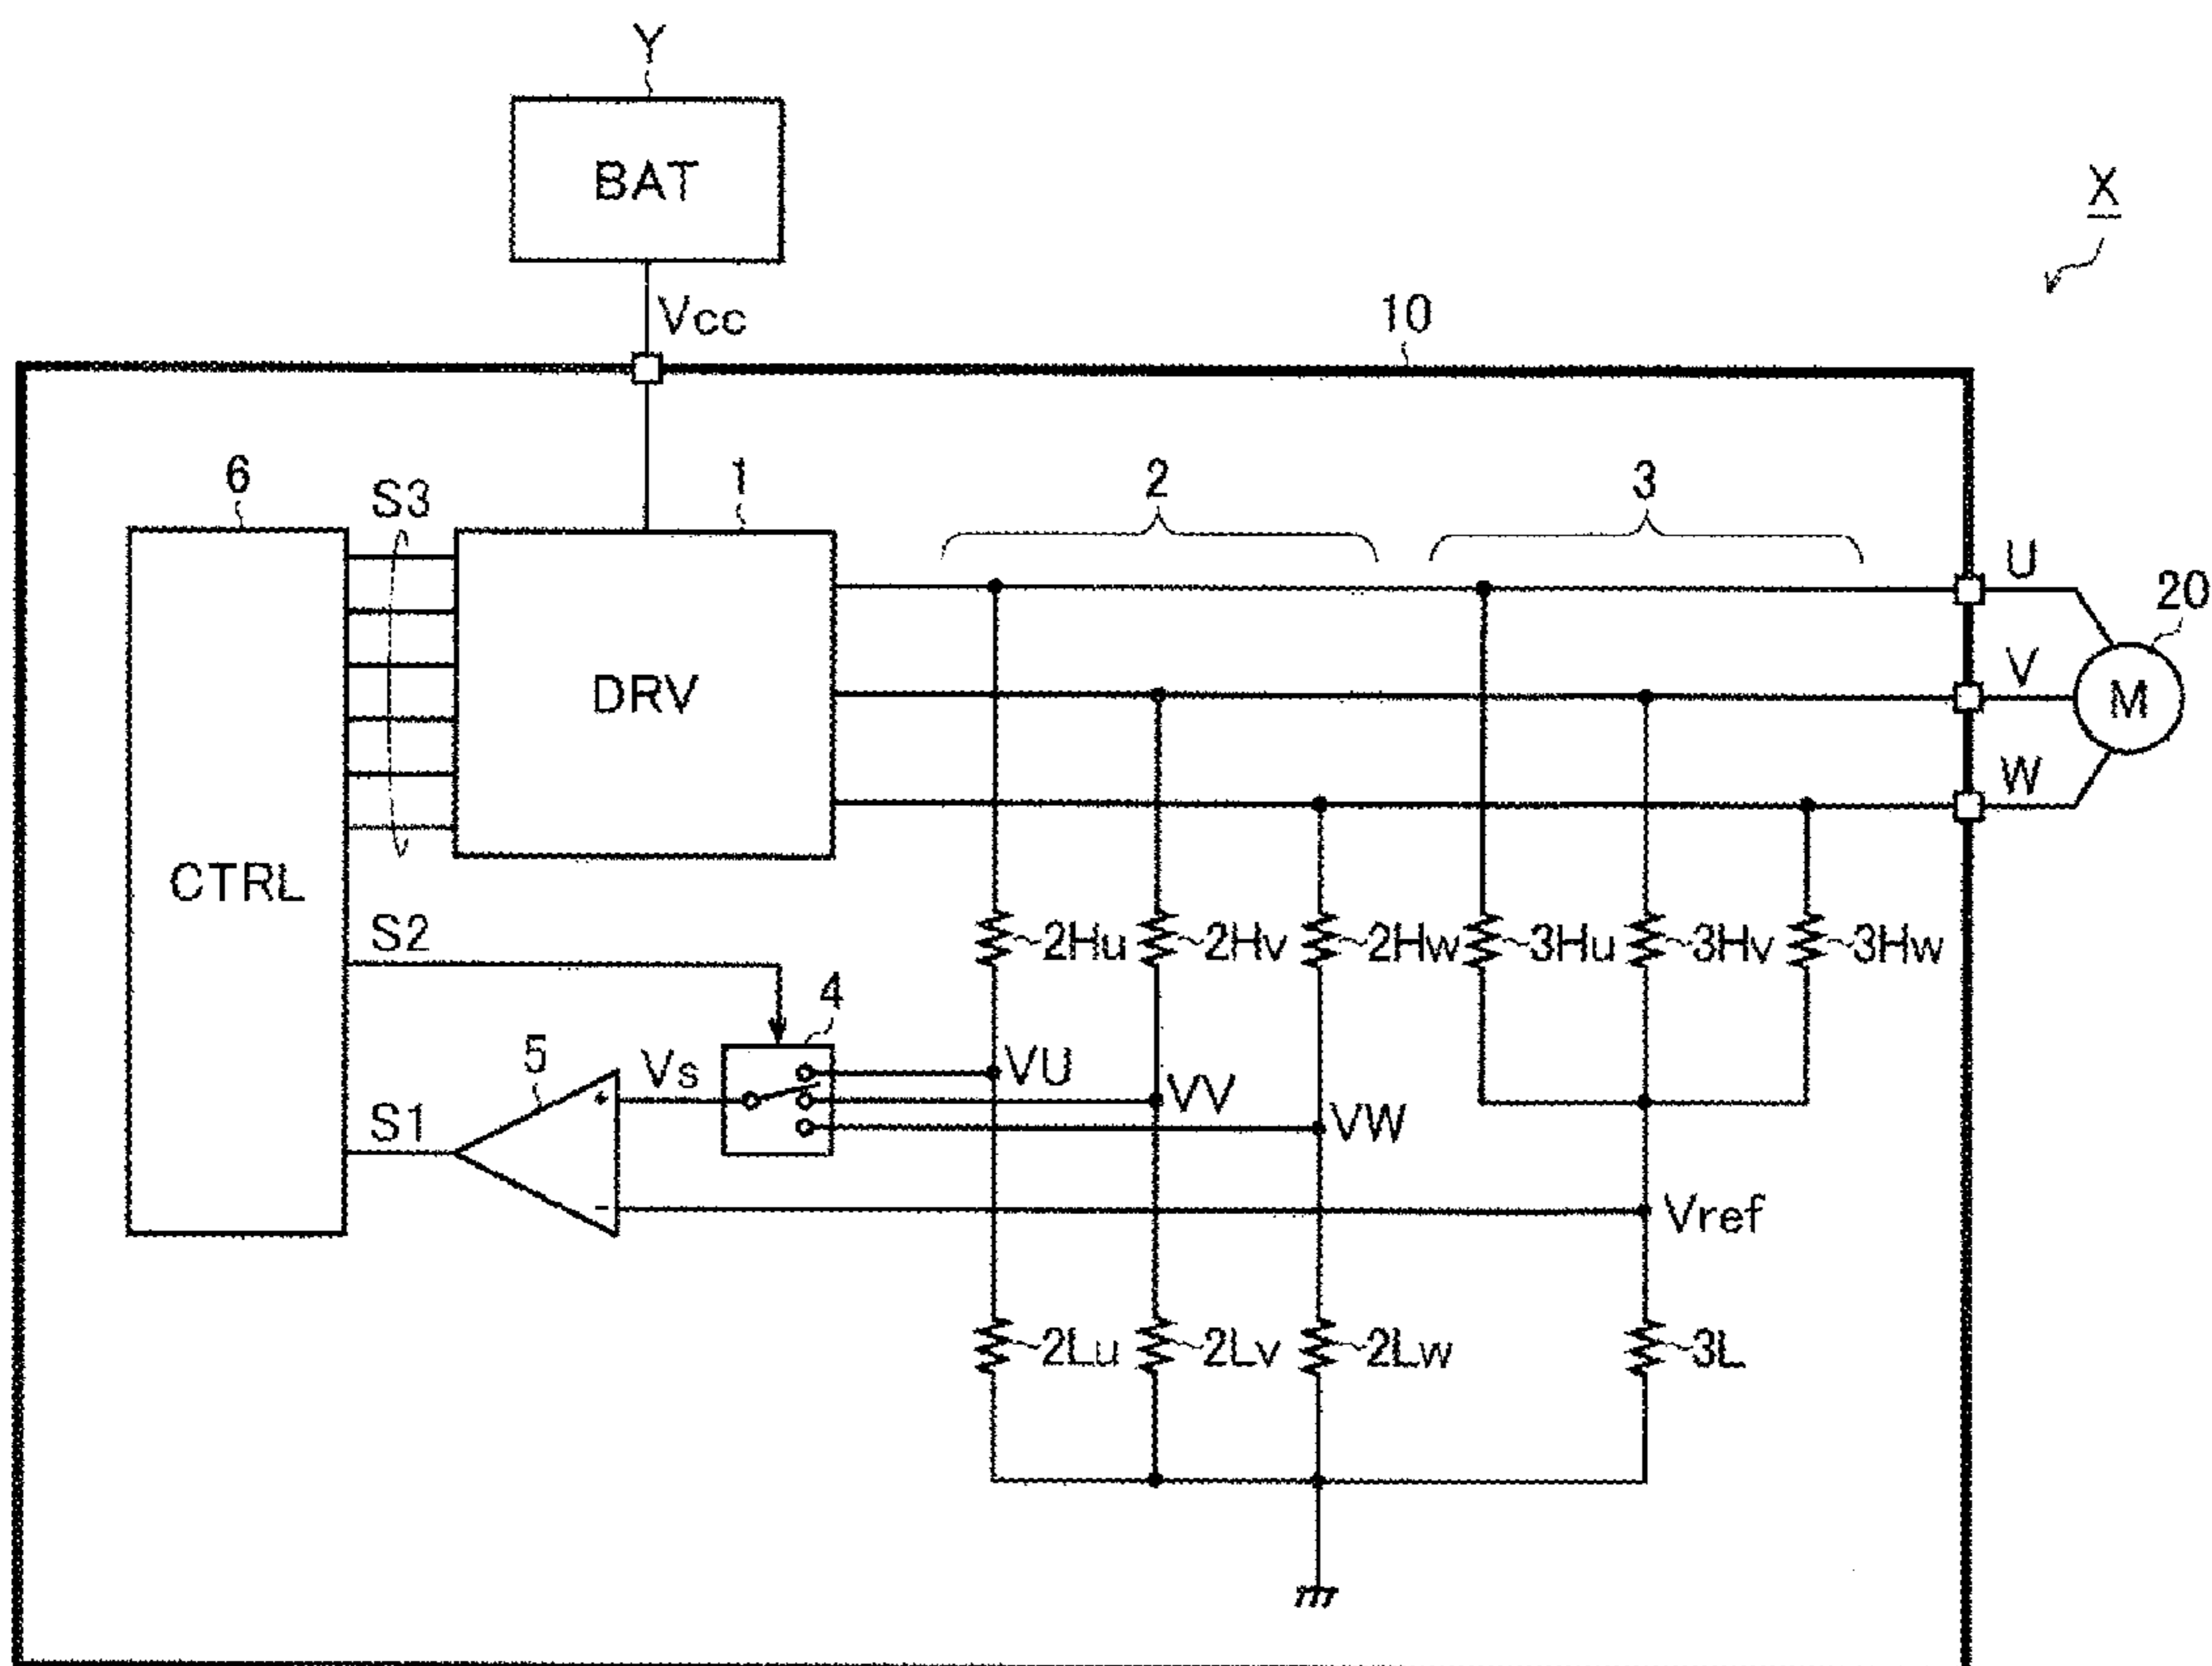 Y
BAT
X
Vcc
10
6
S3
1
2
3
U
20
DRV
V
M
W
CTRL
S2
2Hu
2Hv
2Hw
3Hu
3Hv
3Hw
4
5
Vs
VU
VV
VW
+
S1
-
Vref
2Lu
2Lv
2Lw
3L